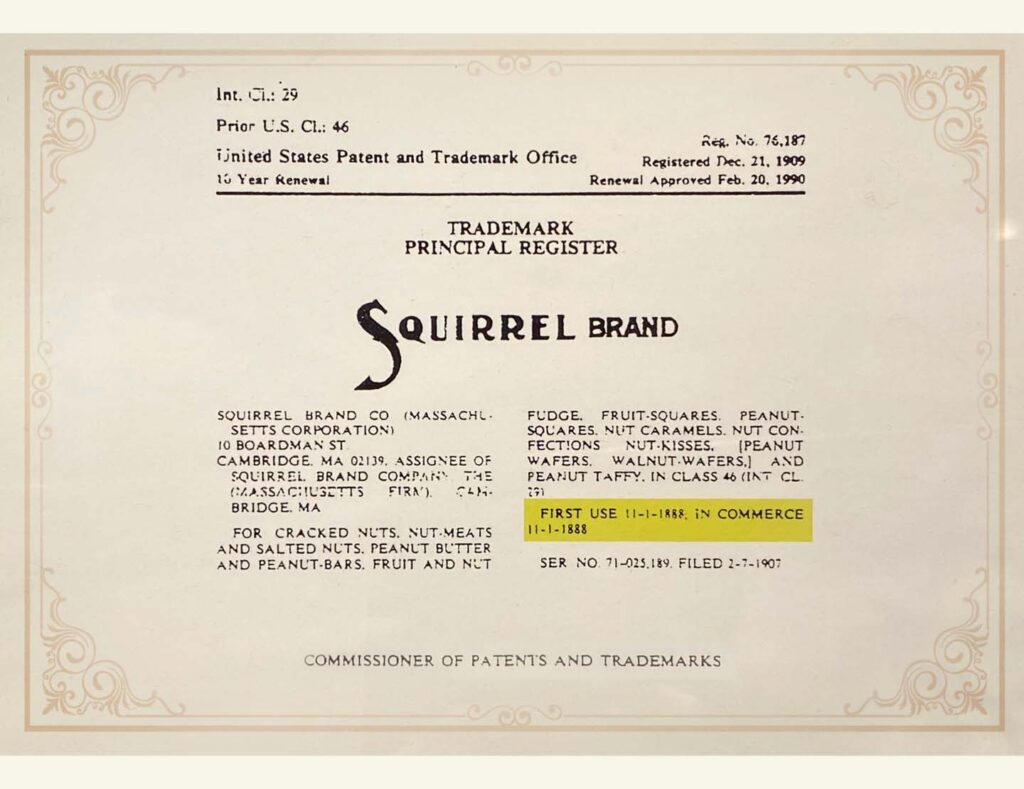 Int. Cl.: 29
Prior U.S. Cl.: 46
Reg. No. 76,187
United States Patent and Trademark Office
Registered Dec. 21, 1909
10 Year Renewal
Renewal Approved Feb. 20, 1990
TRADEMARK
PRINCIPAL REGISTER
SQUIRREL BRAND
SQUIRREL BRAND CO. (MASSACHU-
SETTS CORPORATION)
10 BOARDMAN ST.
CAMBRIDGE, MA 02139, ASSIGNEE OF
SQUIRREL BRAND COMPANY, THE
(MASSACHUSETTS FIRM), CAM-
BRIDGE, MA
FOR CRACKED NUTS, NUT-MEATS
AND SALTED NUTS, PEANUT BUTTER
AND PEANUT-BARS, FRUIT AND NUT
FUDGE, FRUIT-SQUARES, PEANUT-
SQUARES, NUT CARAMELS, NUT CON-
FECTIONS NUT-KISSES, [PEANUT
WAFERS, WALNUT-WAFERS,] AND
PEANUT TAFFY, IN CLASS 46 (INT. CL.
29)
FIRST USE 11-1-1888; IN COMMERCE
11-1-1888
SER. NO. 71-025,189, FILED 2-7-1907
COMMISSIONER OF PATENTS AND TRADEMARKS